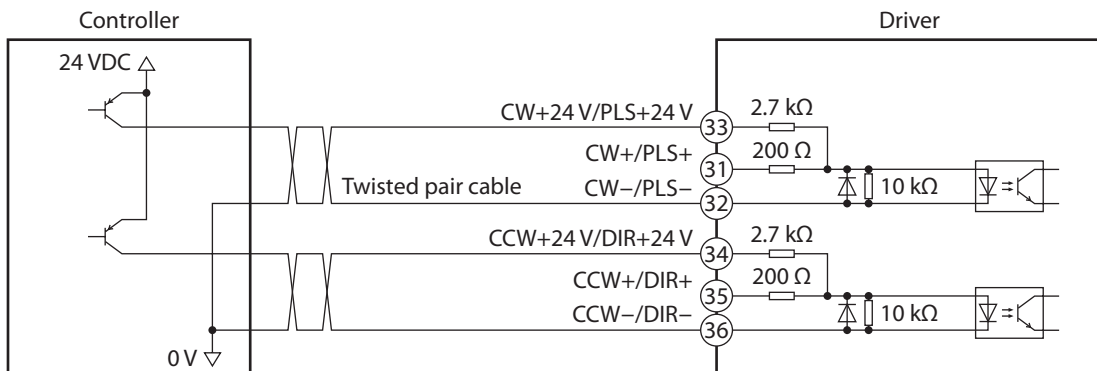 Controller
Driver
24 VDC
CW+24 V/PLS+24 V
33
2.7 kΩ
CW+/PLS+
31
200 Ω
Twisted pair cable
CW−/PLS−
32
10 kΩ
CCW+24 V/DIR+24 V
34
2.7 kΩ
CCW+/DIR+
35
200 Ω
CCW−/DIR−
36
10 kΩ
0 V